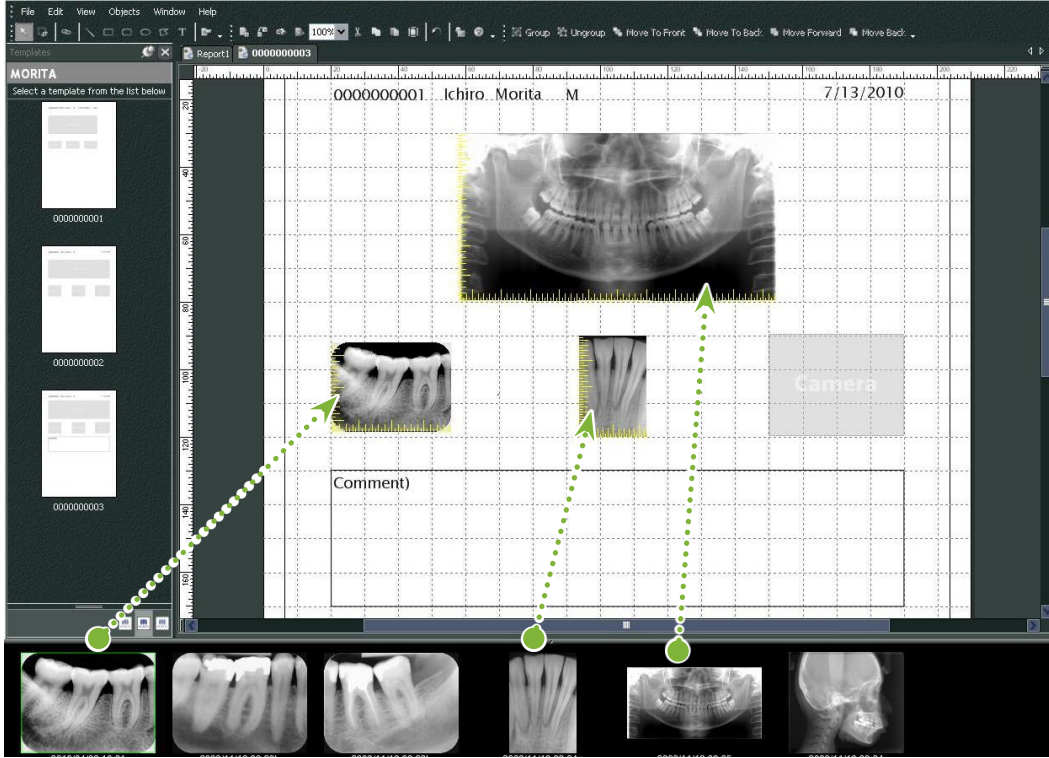 File Edit View Objects Window Help
100% Group Ungroup Move To Front Move To Back Move Forward Move Back
Templates
Report1 0000000003
MORITA
Select a template from the list below
0000000001
0000000002
0000000003
0000000001 Ichiro Morita M 7/13/2010
Camera
Comment)